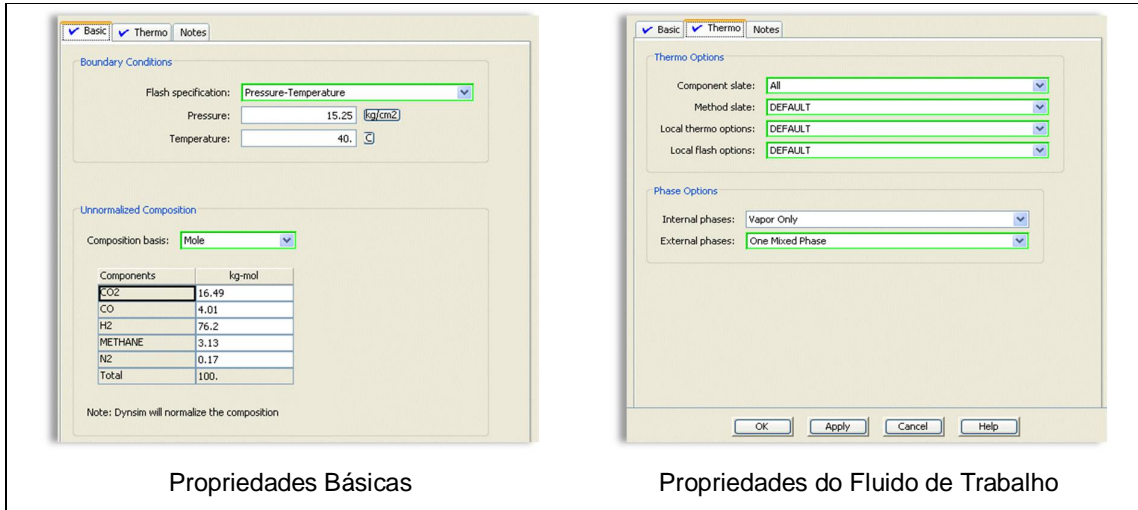 Basic Thermo Notes
Boundary Conditions
Flash specification: Pressure-Temperature
Pressure: 15.25 kg/cm2
Temperature: 40. C
Unnormalized Composition
Composition basis: Mole
Components kg-mol
CO2 16.49
CO 4.01
H2 76.2
METHANE 3.13
N2 0.17
Total 100.
Note: Dynsim will normalize the composition
Propriedades Básicas
Basic Thermo Notes
Thermo Options
Component slate: All
Method slate: DEFAULT
Local thermo options: DEFAULT
Local flash options: DEFAULT
Phase Options
Internal phases: Vapor Only
External phases: One Mixed Phase
OK Apply Cancel Help
Propriedades do Fluido de Trabalho